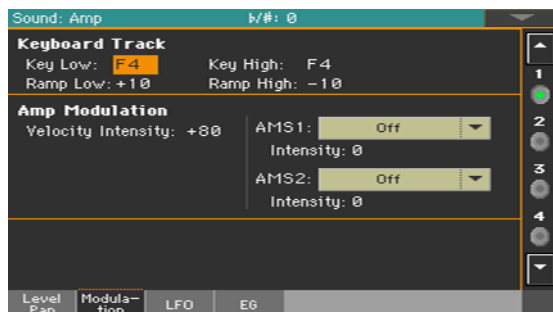 Sound: Amp ♭/#: 0
Keyboard Track
Key Low: F4 Key High: F4
Ramp Low: +10 Ramp High: -10
Amp Modulation
Velocity Intensity: +80
AMS1: Off
Intensity: 0
AMS2: Off
Intensity: 0
1
2
3
4
Level Pan
Modula-
tion
LFO
EG